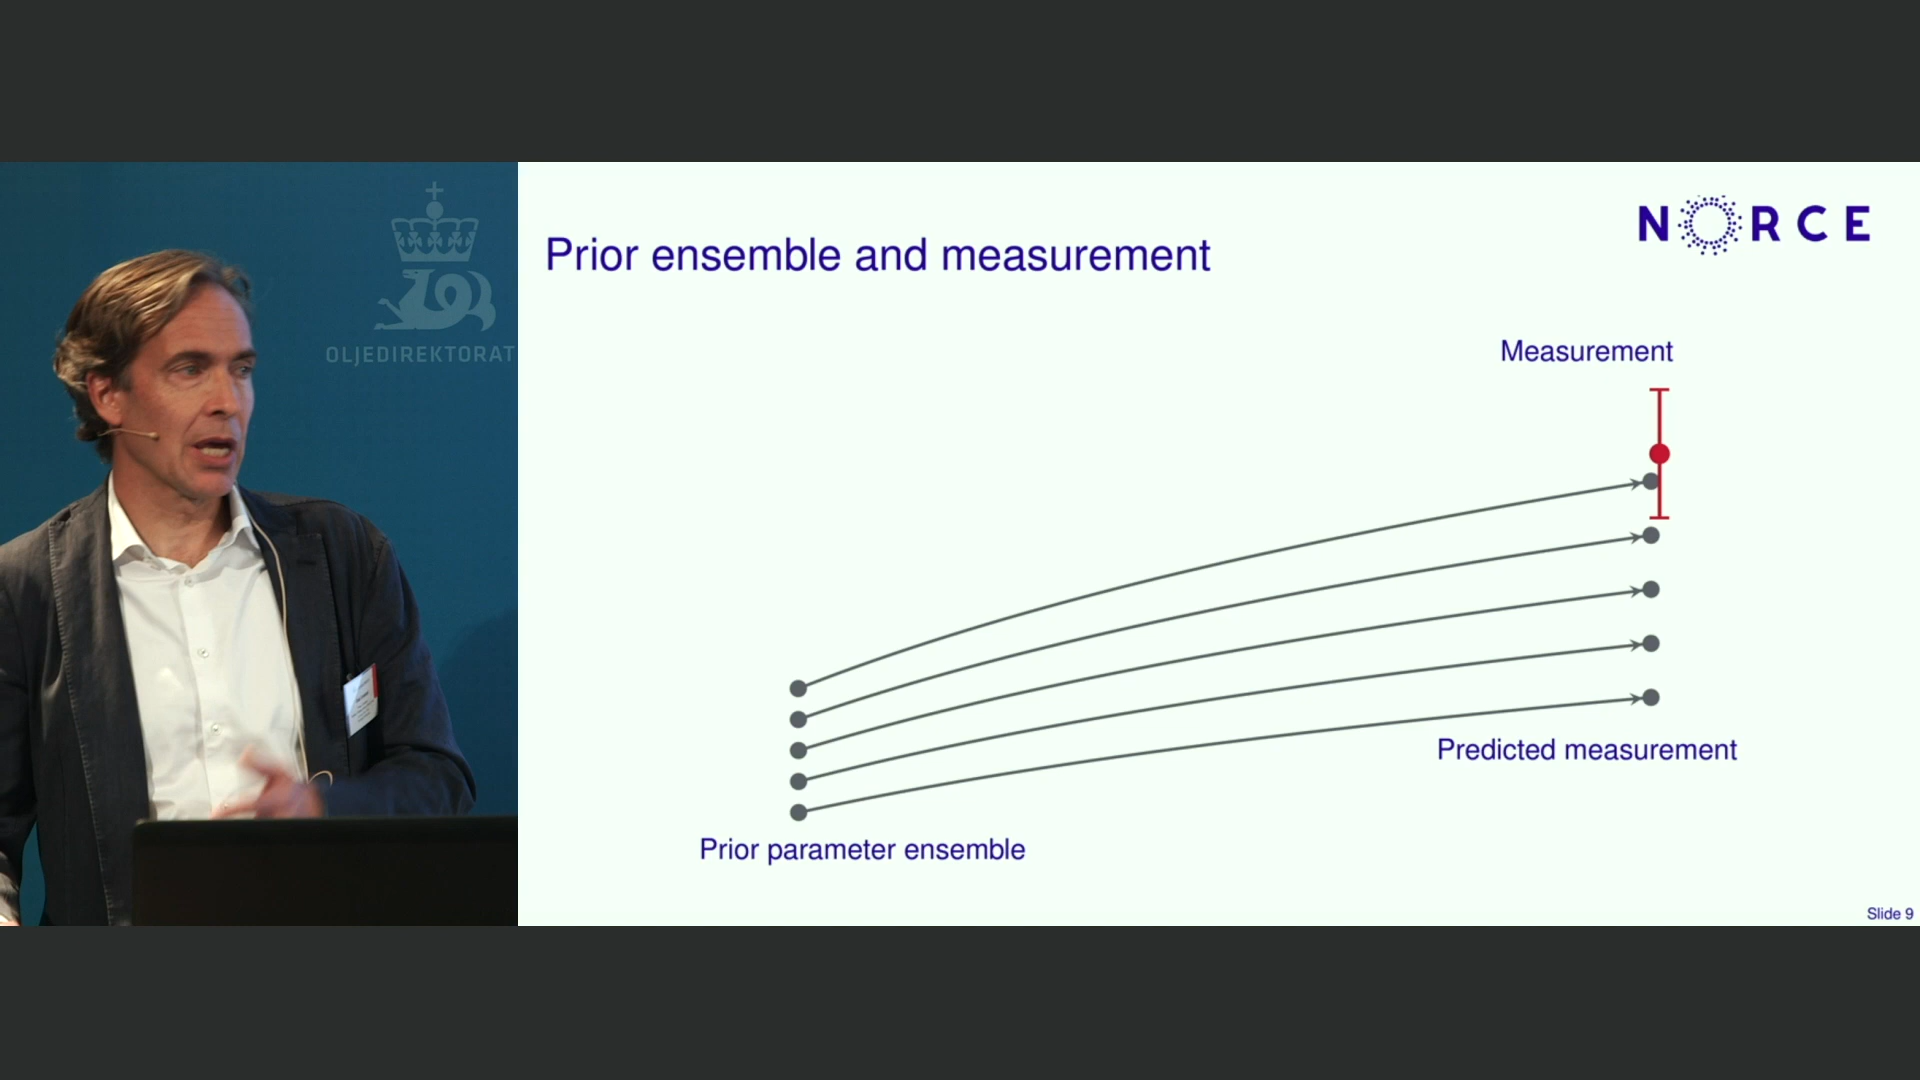 OLJEDIREKTORAT
NORCE
Prior ensemble and measurement
Measurement
Predicted measurement
Prior parameter ensemble
Slide 9